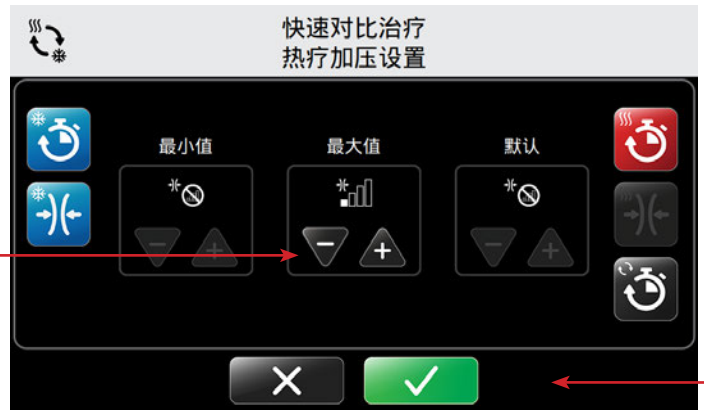 快速对比治疗
热疗加压设置
最小值
最大值
默认